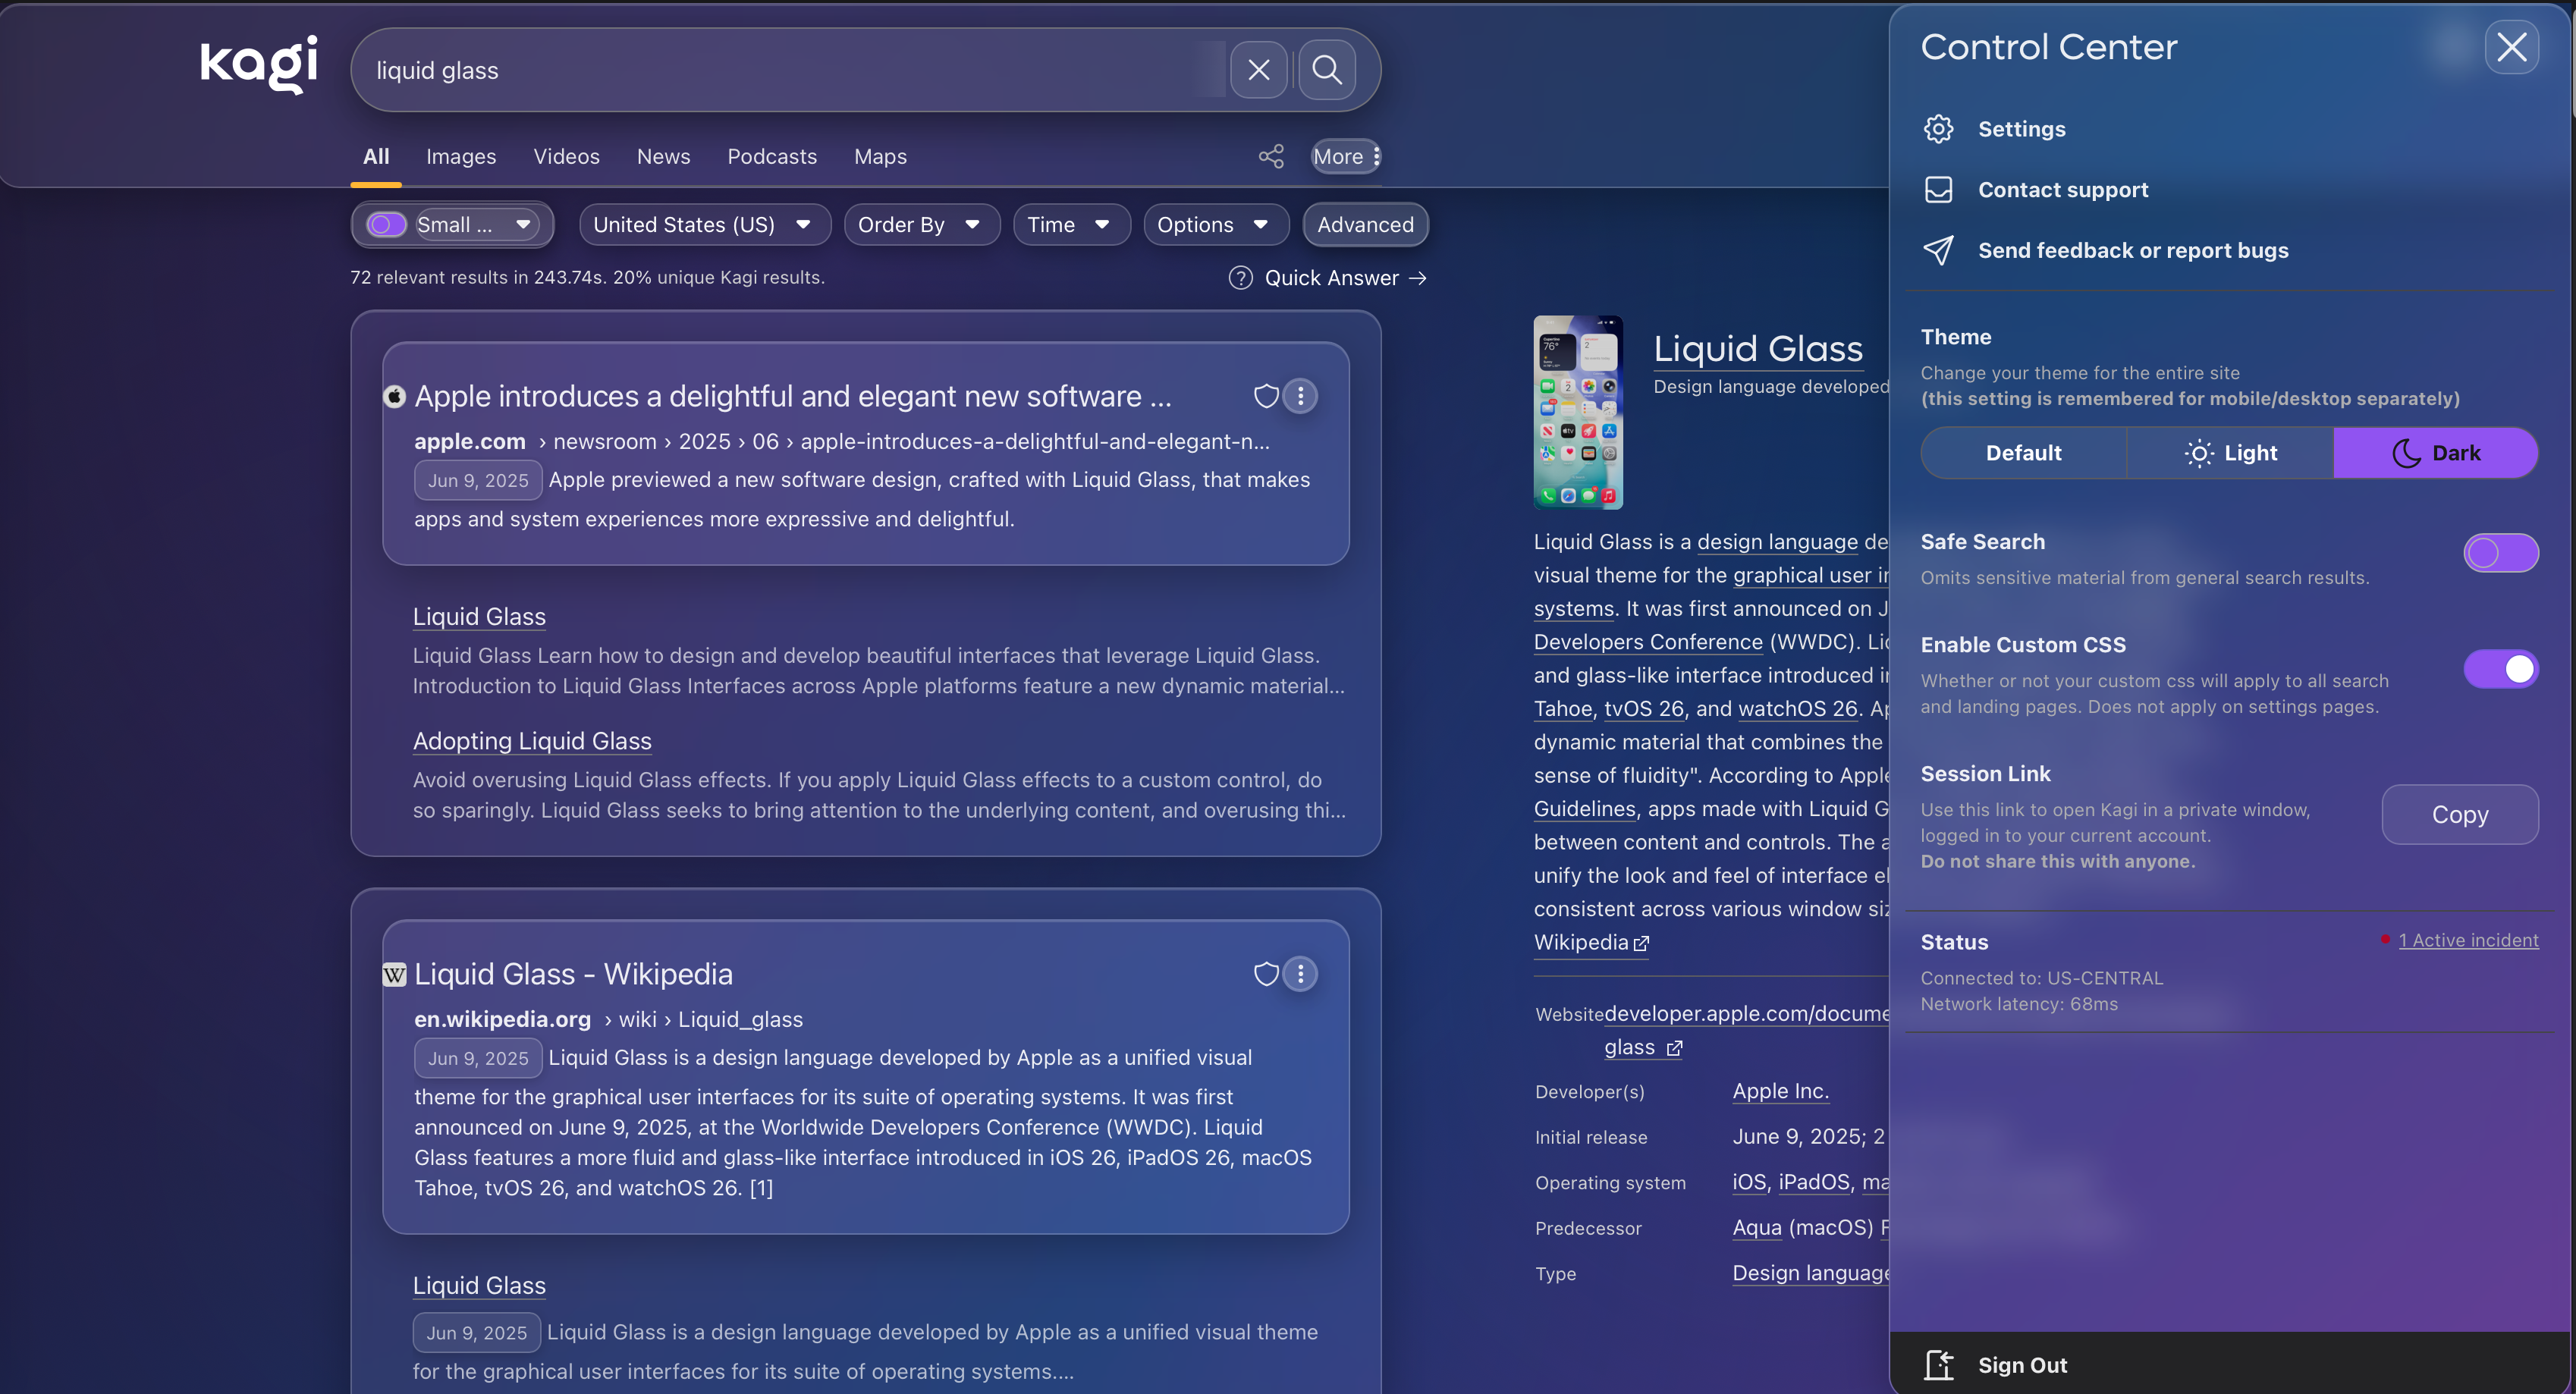 kagi
liquid glass
All Images Videos News Podcasts Maps More
Small ... United States (US) Order By Time Options Advanced
72 relevant results in 243.74s. 20% unique Kagi results.
Quick Answer →
Apple introduces a delightful and elegant new software ...
apple.com › newsroom › 2025 › 06 › apple-introduces-a-delightful-and-elegant-n...
Jun 9, 2025 Apple previewed a new software design, crafted with Liquid Glass, that makes
apps and system experiences more expressive and delightful.
Liquid Glass
Liquid Glass Learn how to design and develop beautiful interfaces that leverage Liquid Glass.
Introduction to Liquid Glass Interfaces across Apple platforms feature a new dynamic material...
Adopting Liquid Glass
Avoid overusing Liquid Glass effects. If you apply Liquid Glass effects to a custom control, do
so sparingly. Liquid Glass seeks to bring attention to the underlying content, and overusing thi...
W Liquid Glass - Wikipedia
en.wikipedia.org › wiki › Liquid_glass
Jun 9, 2025 Liquid Glass is a design language developed by Apple as a unified visual
theme for the graphical user interfaces for its suite of operating systems. It was first
announced on June 9, 2025, at the Worldwide Developers Conference (WWDC). Liquid
Glass features a more fluid and glass-like interface introduced in iOS 26, iPadOS 26, macOS
Tahoe, tvOS 26, and watchOS 26. [1]
Liquid Glass
Jun 9, 2025 Liquid Glass is a design language developed by Apple as a unified visual theme
for the graphical user interfaces for its suite of operating systems....
76°
2
Liquid Glass
Design language developed
Liquid Glass is a design language de
visual theme for the graphical user
systems. It was first announced on J
Developers Conference (WWDC). Li
and glass-like interface introduced i
Tahoe, tvOS 26, and watchOS 26. A
dynamic material that combines the
sense of fluidity". According to Apple
Guidelines, apps made with Liquid G
between content and controls. The a
unify the look and feel of interface el
consistent across various window si
Wikipedia
Website developer.apple.com/docume
glass
Developer(s) Apple Inc.
Initial release June 9, 2025; 2
Operating system iOS, iPadOS, ma
Predecessor Aqua (macOS) F
Type Design language
Control Center
Settings
Contact support
Send feedback or report bugs
Theme
Change your theme for the entire site
(this setting is remembered for mobile/desktop separately)
Default Light Dark
Safe Search
Omits sensitive material from general search results.
Enable Custom CSS
Whether or not your custom css will apply to all search
and landing pages. Does not apply on settings pages.
Session Link
Use this link to open Kagi in a private window,
logged in to your current account.
Do not share this with anyone.
Copy
Status
1 Active incident
Connected to: US-CENTRAL
Network latency: 68ms
Sign Out